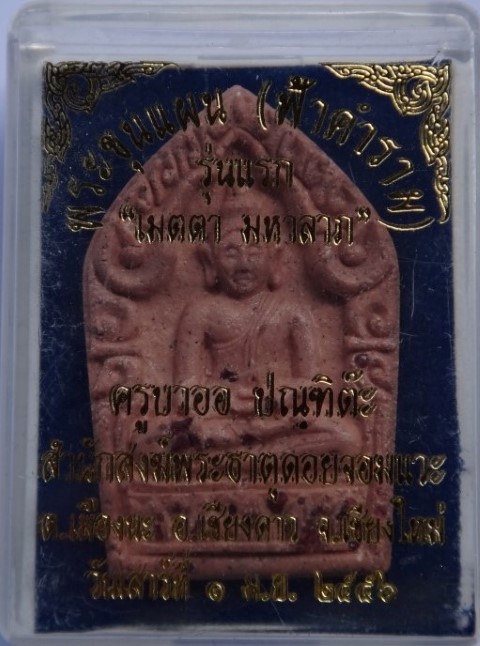 พระขุนแผน (ฟ้าคำราม)
รุ่นแรก
"เมตตา มหาลาภ"
ครูบาออ ปณฺฑิต๊ะ
สำนักสงฆ์พระธาตุดอยจอมแวะ
ต.เมืองนะ อ.เชียงดาว จ.เชียงใหม่
วันเสาร์ที่ ๑ มิ.ย. ๒๕๕๖